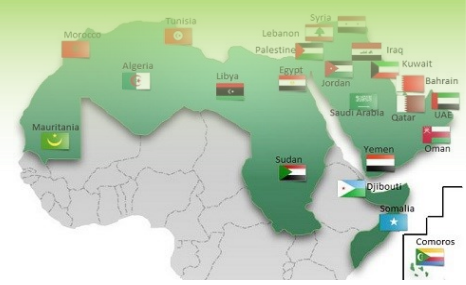 Syria
Tunisia
Lebanon
Morocco
Palestine
Iraq
Algeria
Kuwait
Libya
Egypt
Jordan
Bahrain
Saudi Arabia
Qatar
UAE
Mauritania
Oman
Yemen
Sudan
Djibouti
Somalia
Comoros